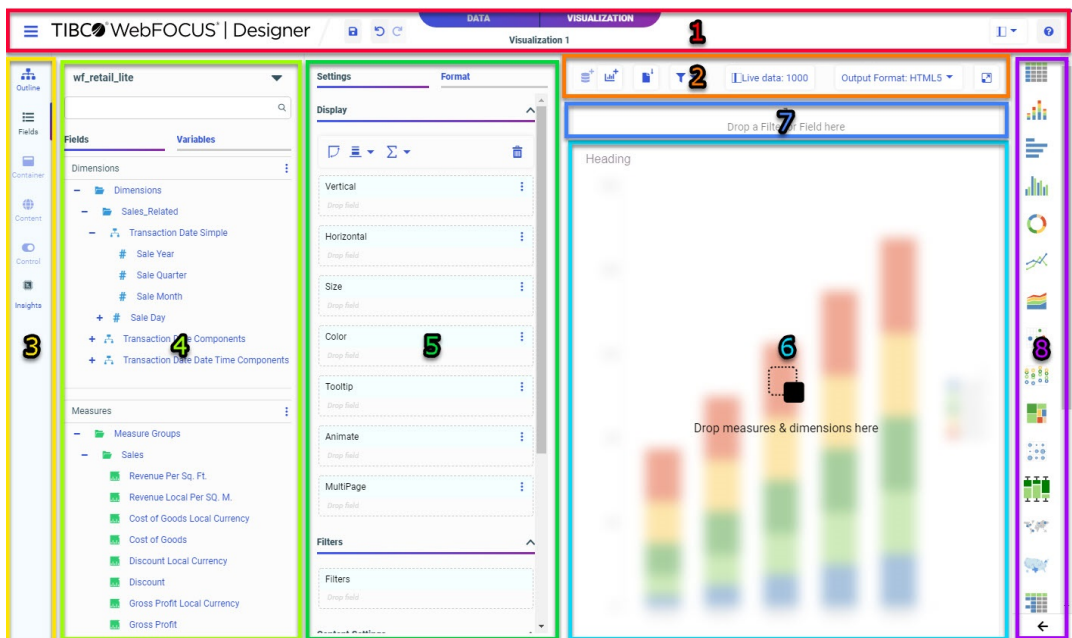 TIBCO® WebFOCUS® | Designer
DATA
VISUALIZATION
Visualization 1
1
Outline
Fields
Container
Content
Control
Insights
3
wf_retail_lite
Fields
Variables
Dimensions
Dimensions
Sales_Related
Transaction Date Simple
Sale Year
Sale Quarter
Sale Month
Sale Day
Transaction Date Components
Transaction Date Date Time Components
4
Measures
Measure Groups
Sales
Revenue Per Sq. Ft.
Revenue Local Per SQ. M.
Cost of Goods Local Currency
Cost of Goods
Discount Local Currency
Discount
Gross Profit Local Currency
Gross Profit
Settings
Format
Display
Vertical
Drop field
Horizontal
Drop field
Size
Drop field
Color
Drop field
5
Tooltip
Drop field
Animate
Drop field
MultiPage
Drop field
Filters
Filters
Drop field
Content Settings
2
Live data: 1000
Output Format: HTML5
Drop a Filter or Field here
7
Heading
6
Drop measures & dimensions here
8